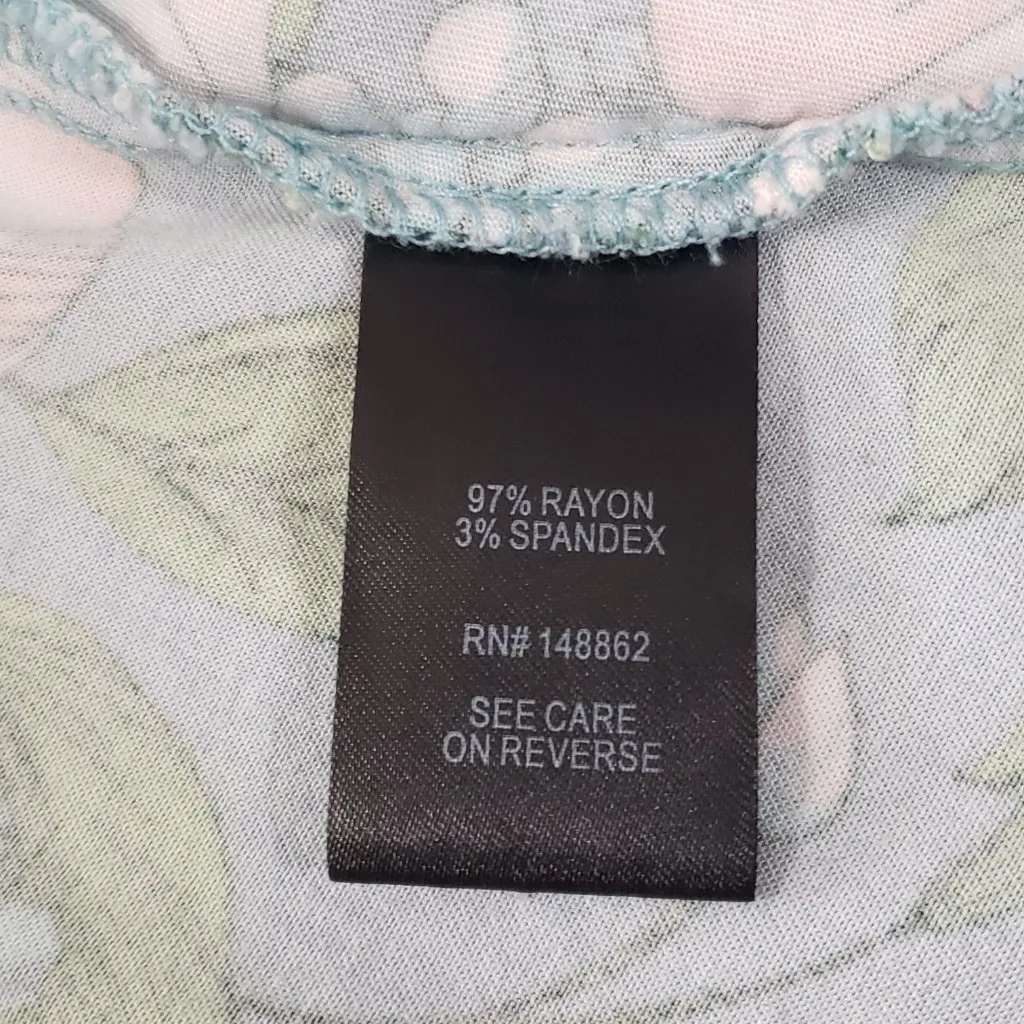 97% RAYON
3% SPANDEX
RN# 148862
SEE CARE
ON REVERSE